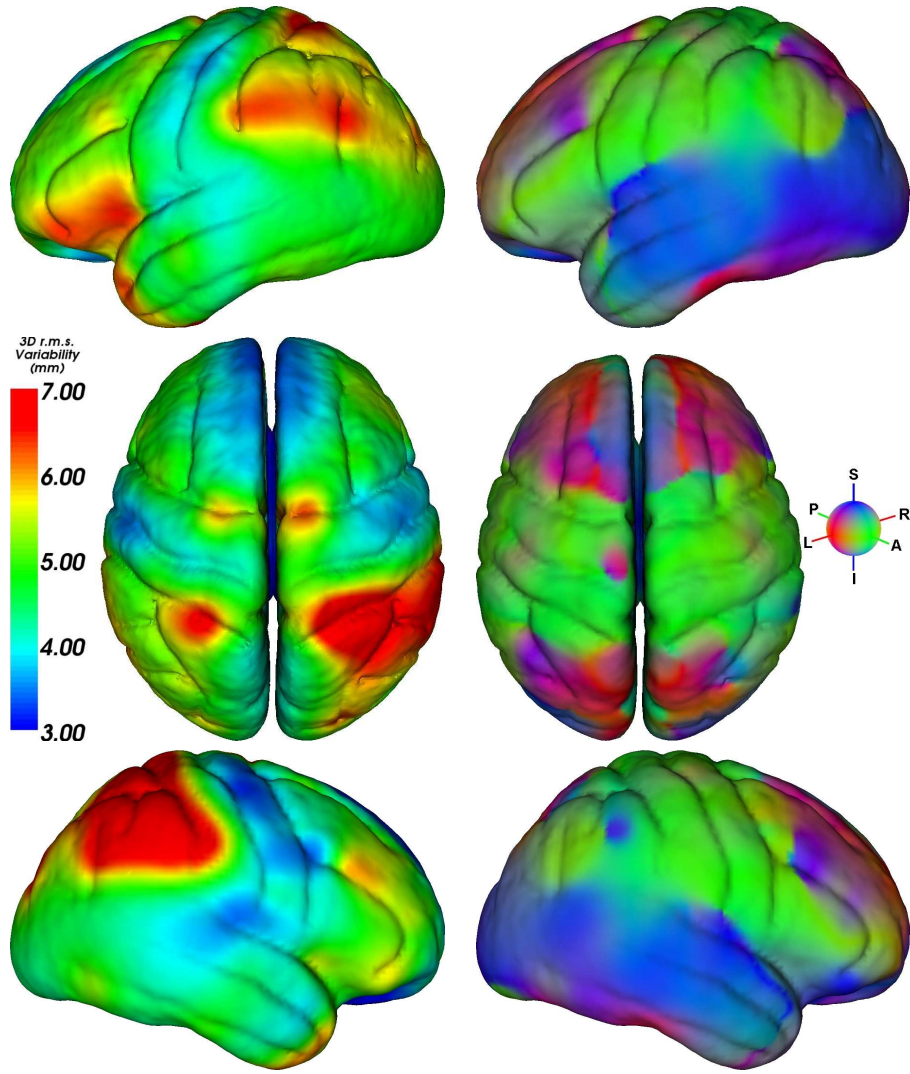 3D r.m.s.
Variability
(mm)
7.00
6.00
5.00
4.00
3.00
S
P
R
L
A
I